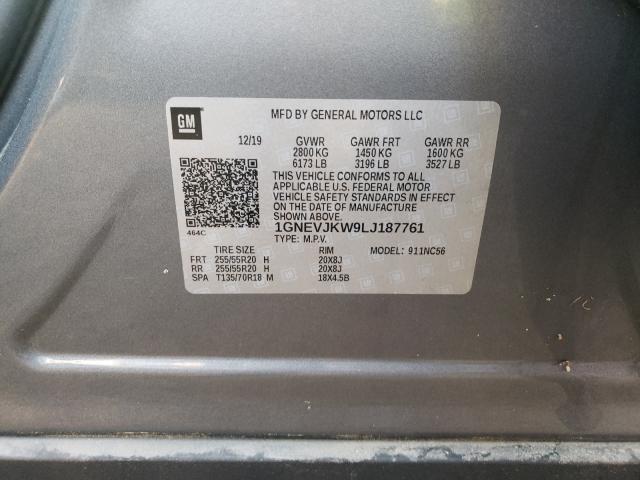 GM
MFD BY GENERAL MOTORS LLC
12/19 GVWR GAWR FRT GAWR RR
2800 KG 1450 KG 1600 KG
6173 LB 3196 LB 3527 LB
THIS VEHICLE CONFORMS TO ALL
APPLICABLE U.S. FEDERAL MOTOR
VEHICLE SAFETY STANDARDS IN EFFECT
ON THE DATE OF MANUFACTURE
SHOWN ABOVE.
464C
1GNEVJKW9LJ187761
TYPE: M.P.V.
TIRE SIZE RIM MODEL: 911NC56
FRT 255/55R20 H 20X8J
RR 255/55R20 H 20X8J
SPA T135/70R18 M 18X4.5B